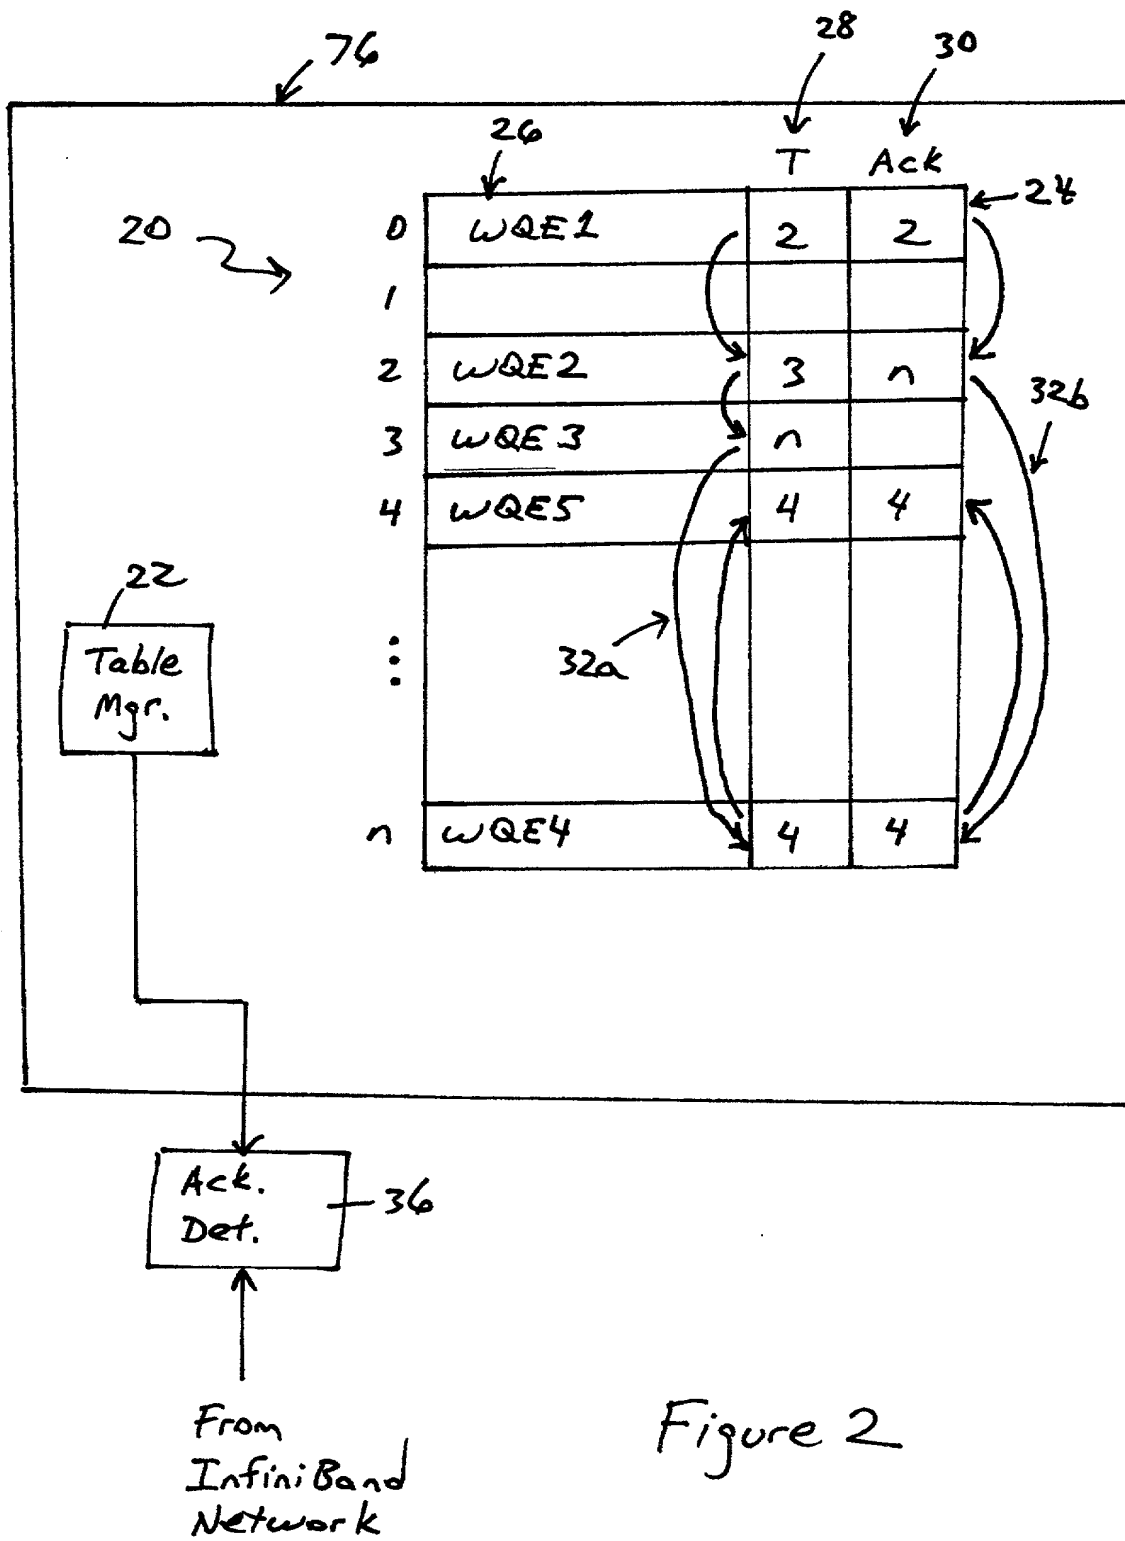 76
28
30
26
T Ack
24
20
0 WQE1 2 2
1
2 WQE2 3 n
32b
3 WQE3 n
4 WQE5 4 4
22
Table
Mgr.
32a
n WQE4 4 4
Ack.
Det.
36
From
InfiniBand
Network
Figure 2